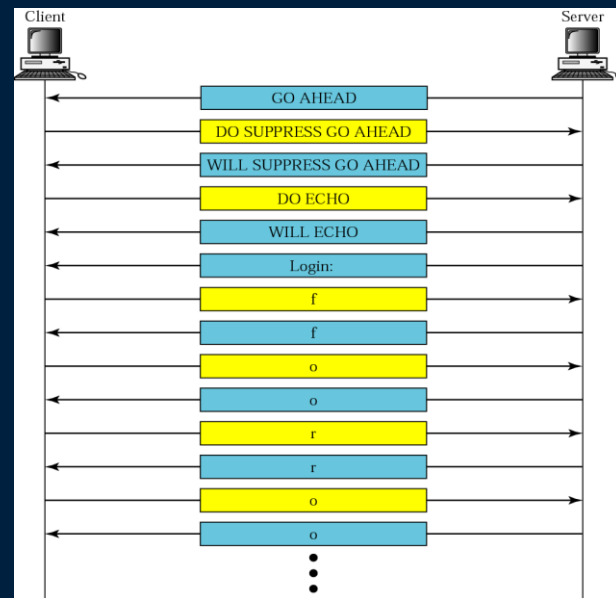 Client
Server
GO AHEAD
DO SUPPRESS GO AHEAD
WILL SUPPRESS GO AHEAD
DO ECHO
WILL ECHO
Login:
f
f
o
o
r
r
o
o